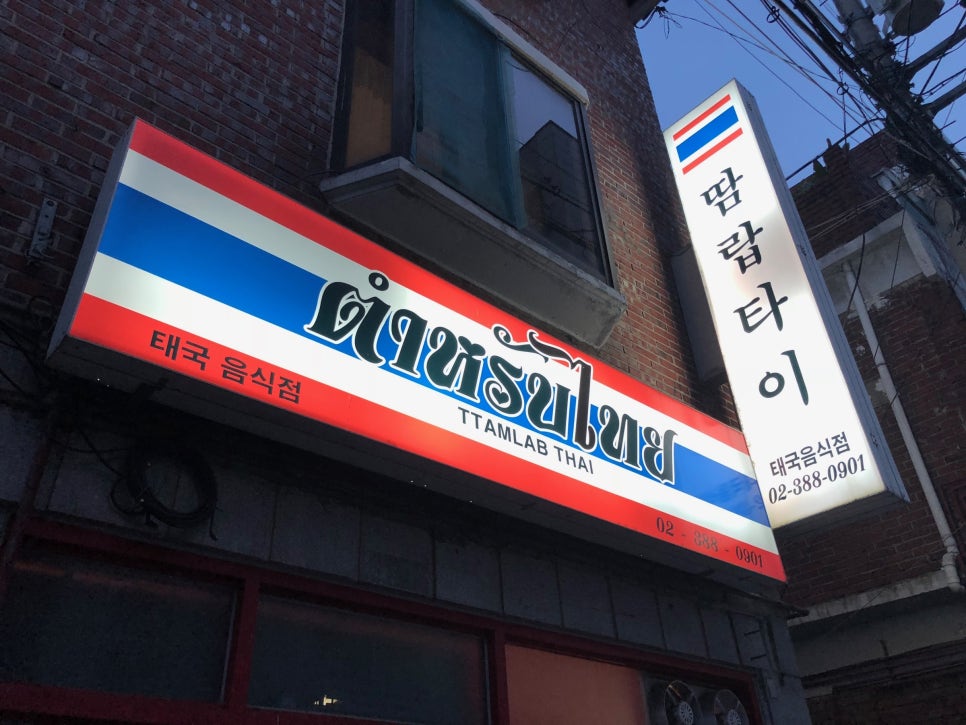 ตำหรับไทย
TTAMLAB THAI
태국 음식점
02 - 388 - 0901
땀랍타이
태국음식점
02-388-0901